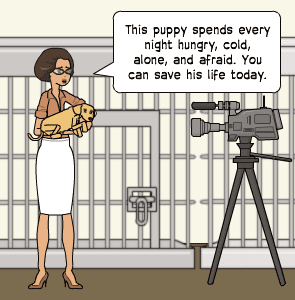 This puppy spends every
night hungry, cold,
alone, and afraid. You
can save his life today.